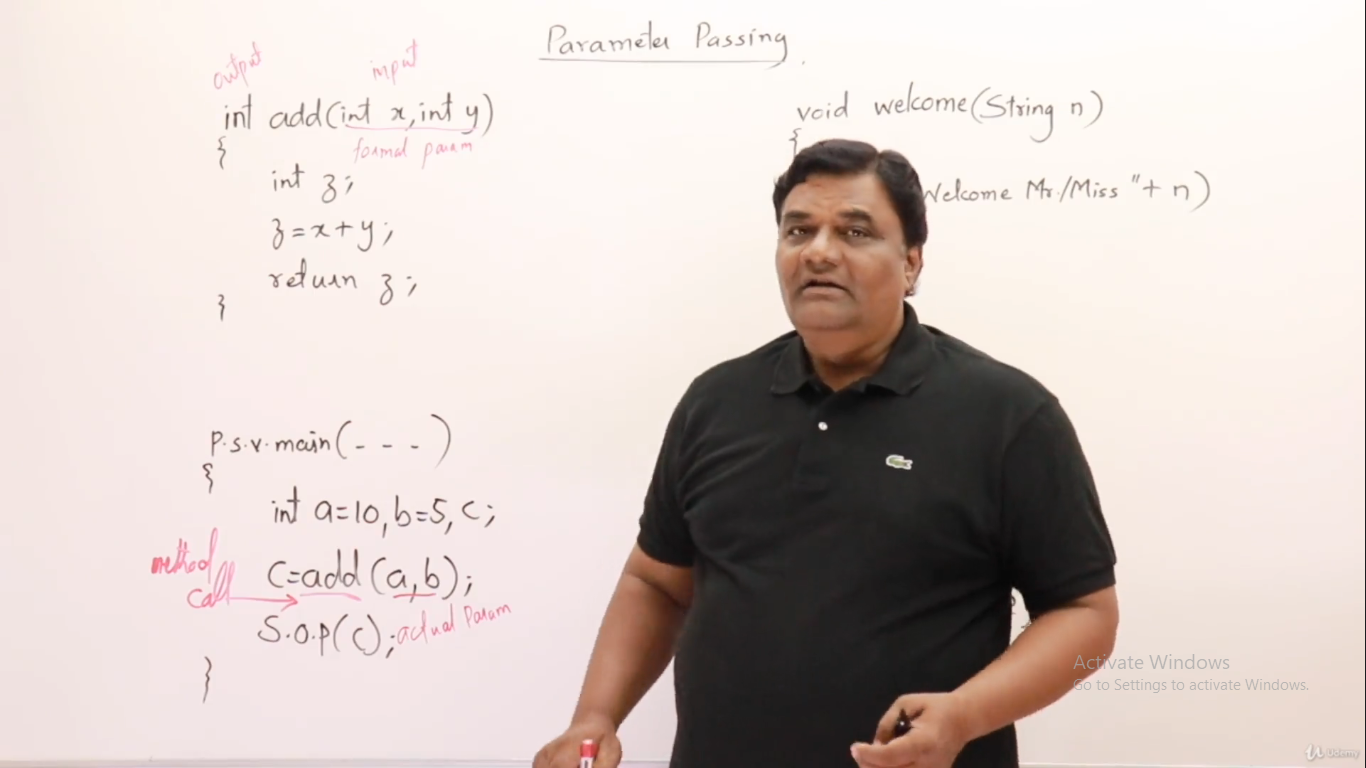 Parameter Passing
output
input
int add(int x, int y)
formal param
{
int z;
z=x+y;
return z;
}
P.s.v.main(- - -)
{
int a=10, b=5, c;
method
call
C=add(a,b);
S.O.P(c);
actual Param
}
void welcome(String n)
{
Welcome Mr./Miss "+ n)
Activate Windows
Go to Settings to activate Windows.
Udemy